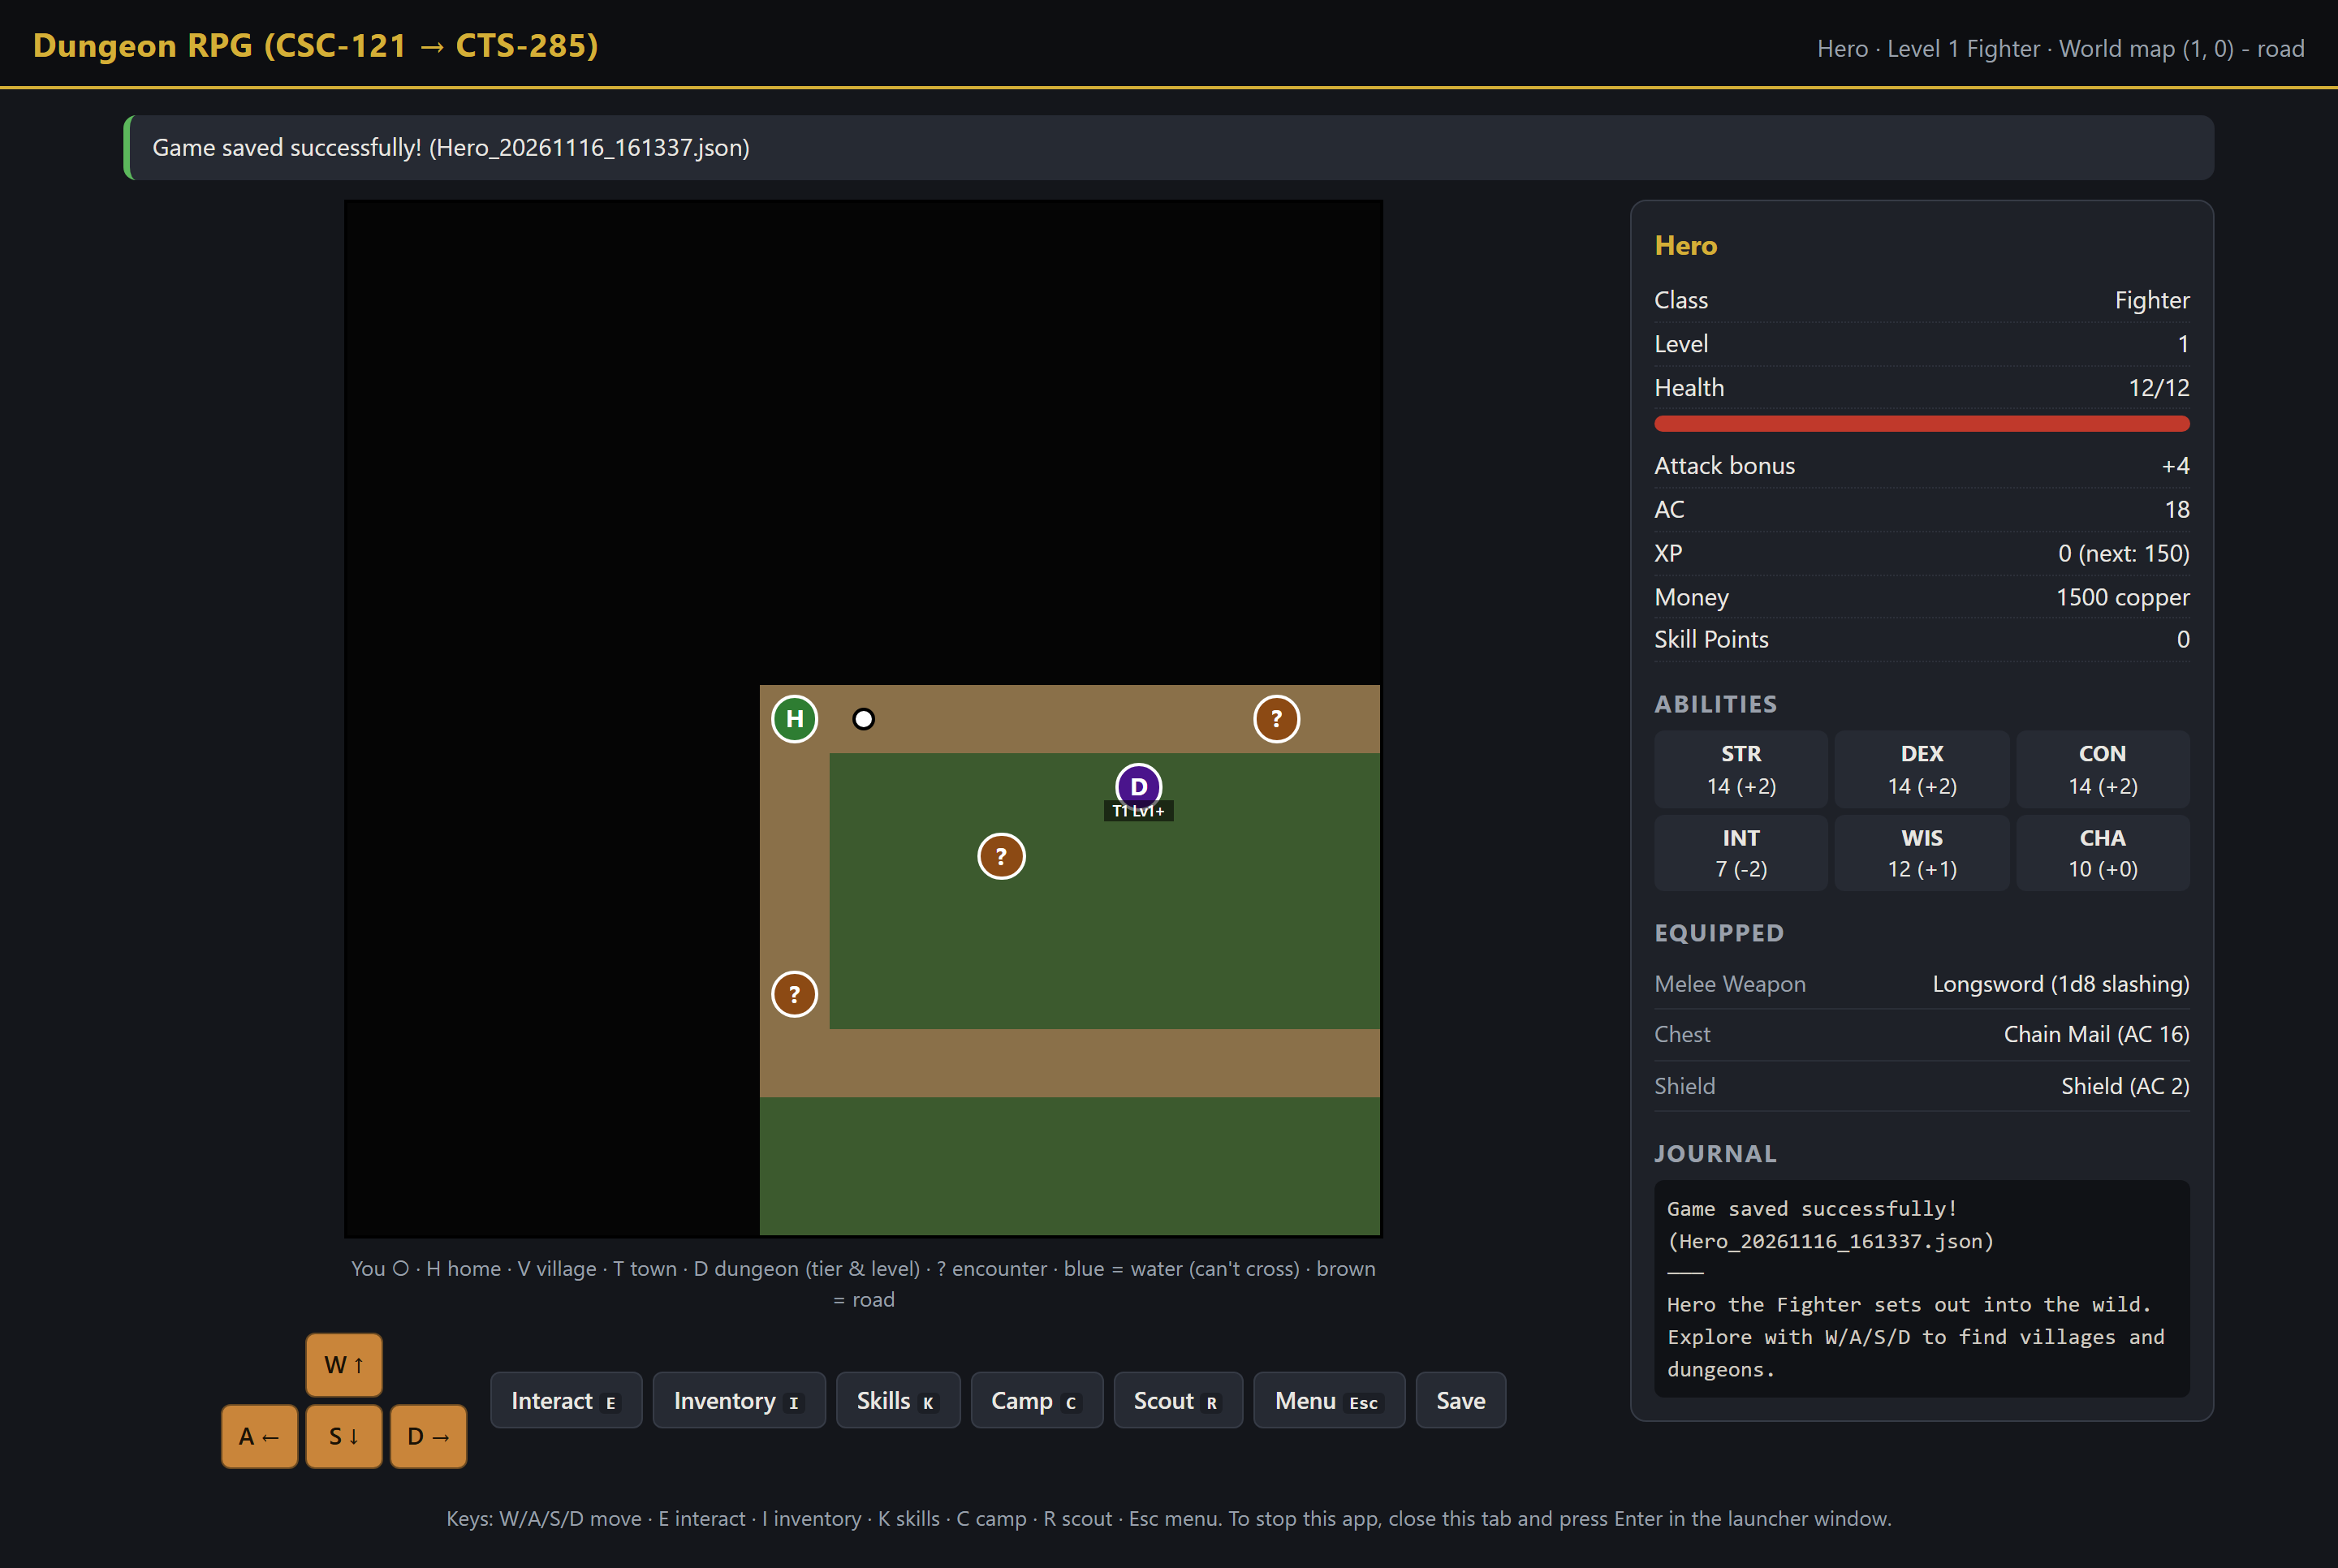 Dungeon RPG (CSC-121 → CTS-285)
Hero · Level 1 Fighter · World map (1, 0) - road
Game saved successfully! (Hero_20261116_161337.json)
H
?
D
T1 Lv1+
?
?
You ○ · H home · V village · T town · D dungeon (tier & level) · ? encounter · blue = water (can't cross) · brown
= road
W ↑
A ←
S ↓
D →
Interact E
Inventory I
Skills K
Camp C
Scout R
Menu Esc
Save
Hero
Class Fighter
Level 1
Health 12/12
Attack bonus +4
AC 18
XP 0 (next: 150)
Money 1500 copper
Skill Points 0
ABILITIES
STR
14 (+2)
DEX
14 (+2)
CON
14 (+2)
INT
7 (-2)
WIS
12 (+1)
CHA
10 (+0)
EQUIPPED
Melee Weapon Longsword (1d8 slashing)
Chest Chain Mail (AC 16)
Shield Shield (AC 2)
JOURNAL
Game saved successfully!
(Hero_20261116_161337.json)
———
Hero the Fighter sets out into the wild.
Explore with W/A/S/D to find villages and
dungeons.
Keys: W/A/S/D move · E interact · I inventory · K skills · C camp · R scout · Esc menu. To stop this app, close this tab and press Enter in the launcher window.